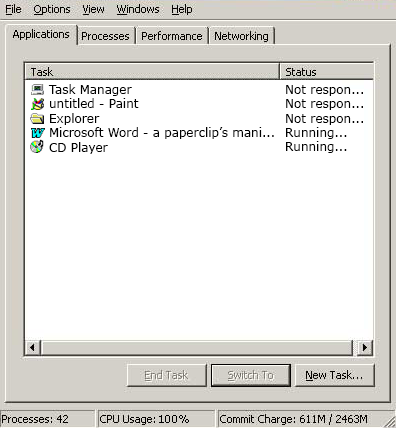 File Options View Windows Help
Applications Processes Performance Networking
Task Status
Task Manager Not respon...
untitled - Paint Not respon...
Explorer Not respon...
Microsoft Word - a paperclip's mani... Running...
CD Player Running...
End Task Switch To New Task...
Processes: 42 CPU Usage: 100% Commit Charge: 611M / 2463M